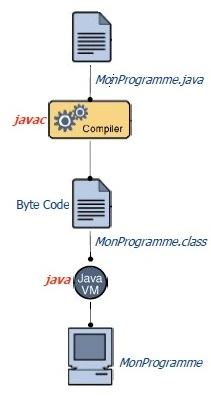 MonProgramme.java
javac
Compiler
Byte Code
MonProgramme.class
java
Java
VM
MonProgramme